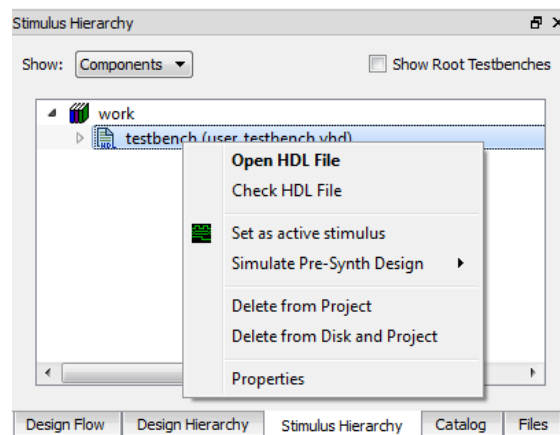 Stimulus Hierarchy
Show: Components Show Root Testbenches
work
testbench (user_testbench.vhd)
Open HDL File
Check HDL File
Set as active stimulus
Simulate Pre-Synth Design
Delete from Project
Delete from Disk and Project
Properties
Design Flow Design Hierarchy Stimulus Hierarchy Catalog Files